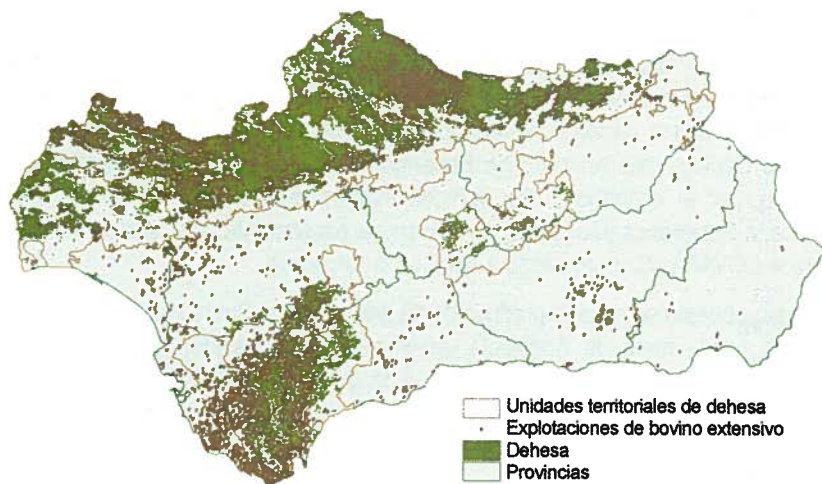 Unidades territoriales de dehesa
Explotaciones de bovino extensivo
Dehesa
Provincias